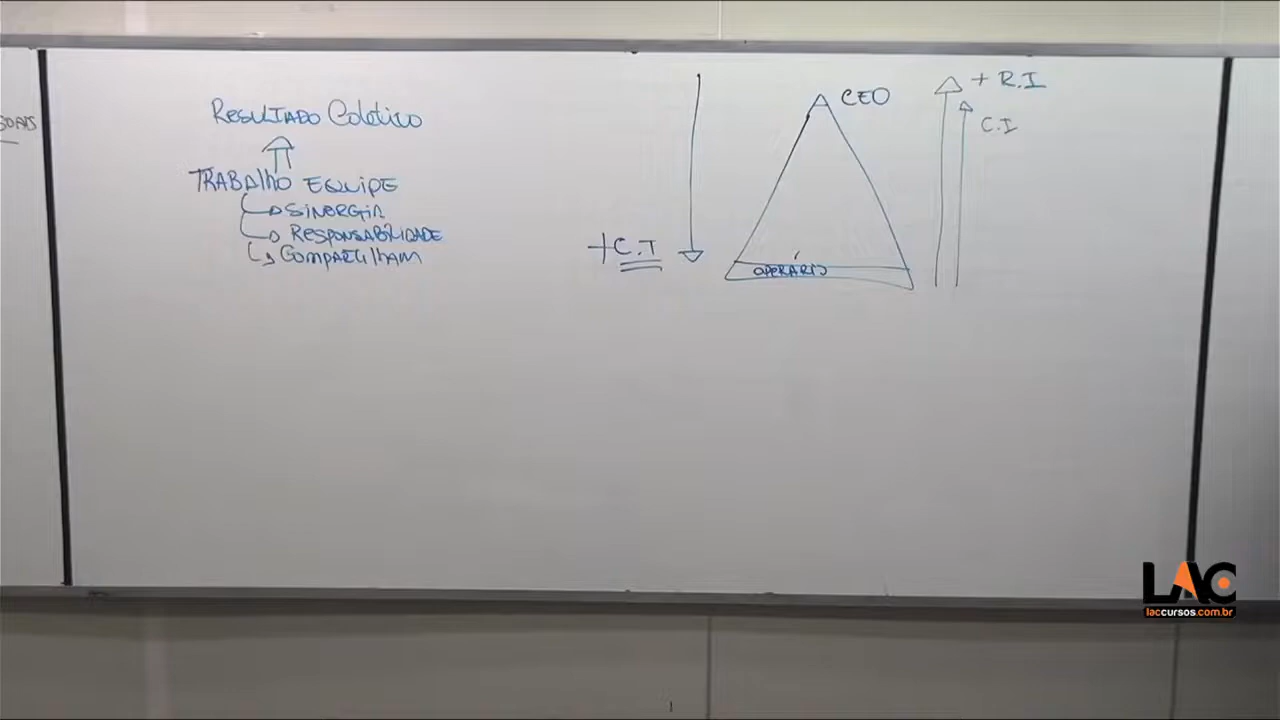 RESULTADO Coletivo
TRABAlho EQUIPE
SINERGIA
RESPONSABILIDADE
COMPARTILHAM
+C.T
CEO
OPERÁRIO
+ R.I
C.I
LAC
laccursos.com.br